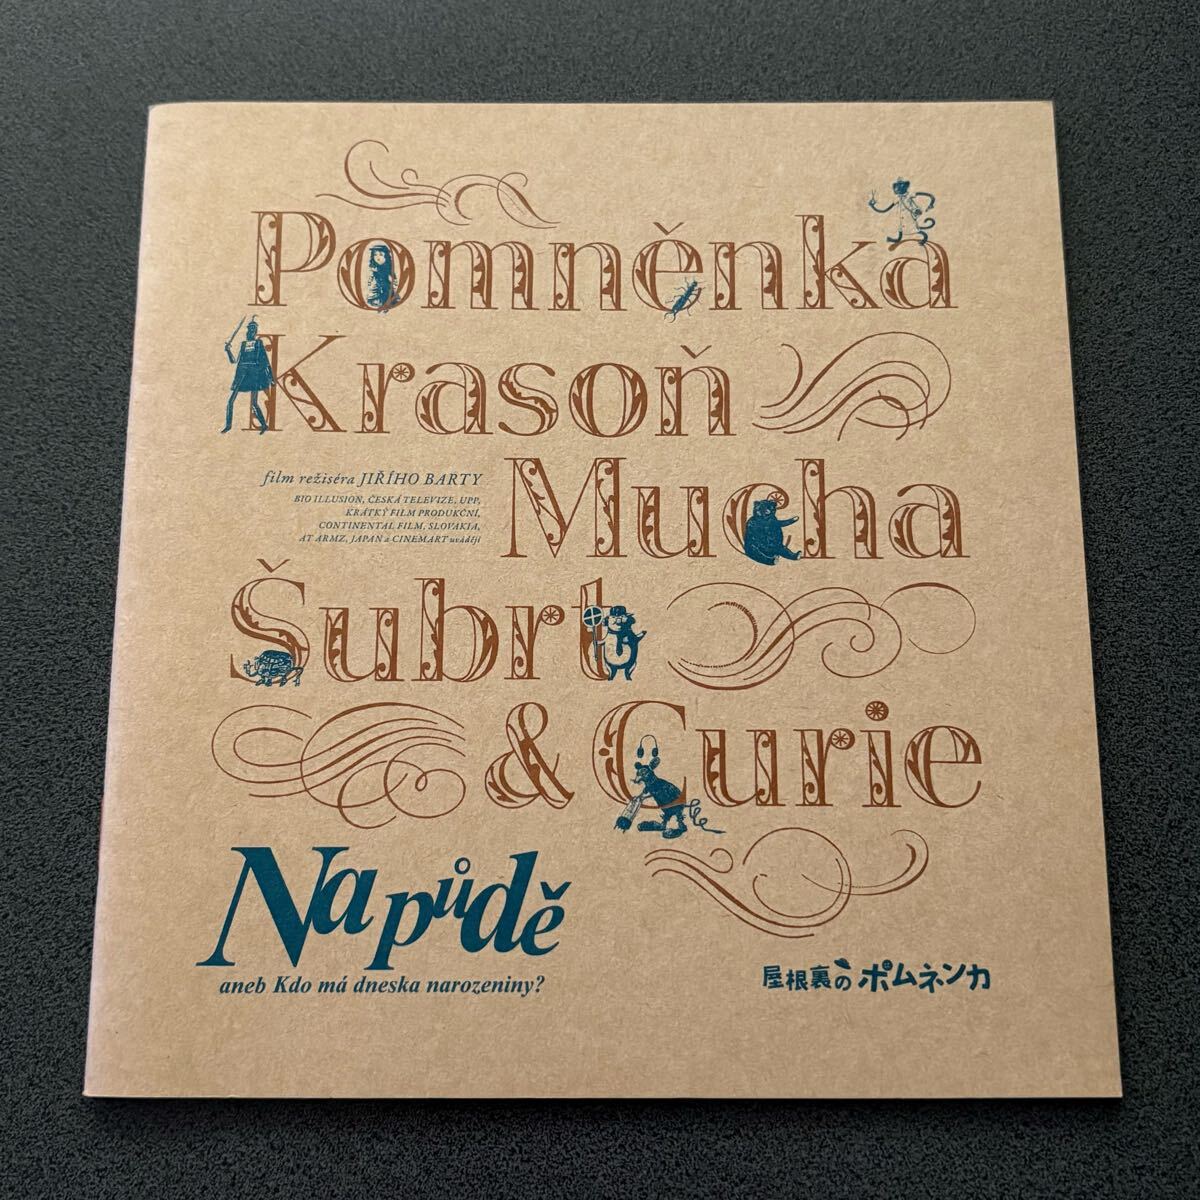 Pomněnka
Krasoň
film režiséra JIŘÍHO BARTY
BIO ILLUSION, ČESKÁ TELEVIZE, UPP,
KRÁTKÝ FILM PRODUKČNÍ,
CONTINENTAL FILM, SLOVAKIA,
AT ARMZ, JAPAN a CINEMART uvádějí
Mucha
Šubrt
& Curie
Na půdě
aneb Kdo má dneska narozeniny?
屋根裏のポムネンカ